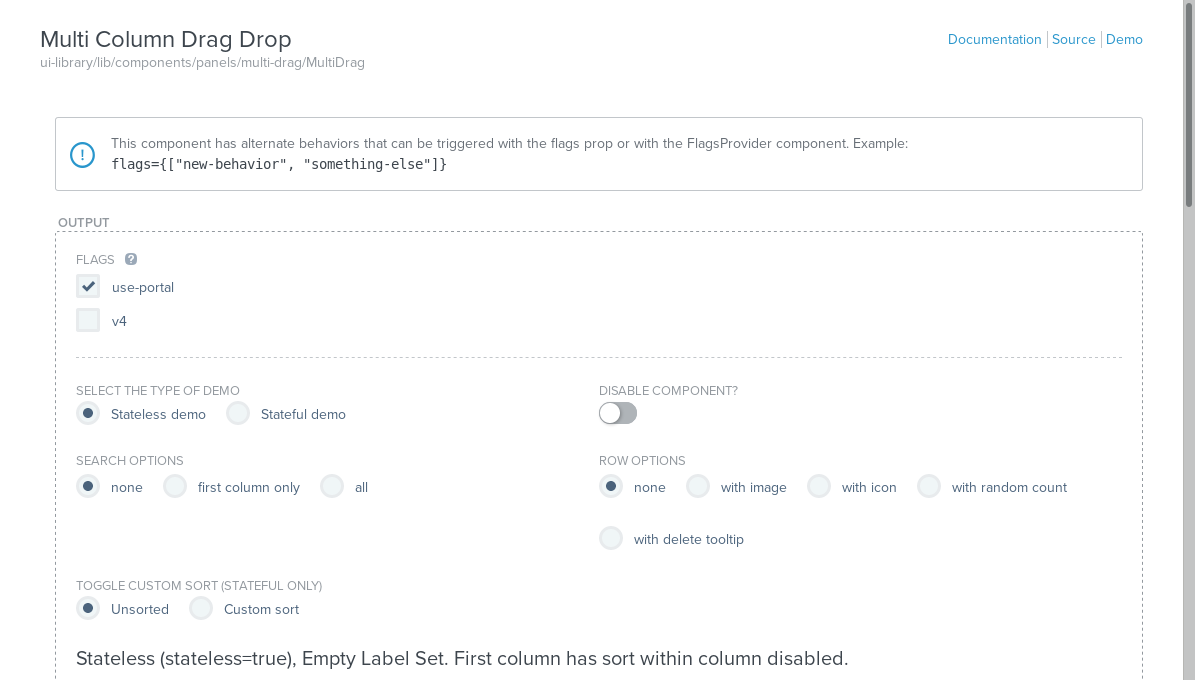 Multi Column Drag Drop
Documentation Source Demo
ui-library/lib/components/panels/multi-drag/MultiDrag
This component has alternate behaviors that can be triggered with the flags prop or with the FlagsProvider component. Example:
flags={["new-behavior", "something-else"]}
OUTPUT
FLAGS ?
use-portal
v4
SELECT THE TYPE OF DEMO
Stateless demo Stateful demo
DISABLE COMPONENT?
SEARCH OPTIONS
none first column only all
ROW OPTIONS
none with image with icon with random count
with delete tooltip
TOGGLE CUSTOM SORT (STATEFUL ONLY)
Unsorted Custom sort
Stateless (stateless=true), Empty Label Set. First column has sort within column disabled.